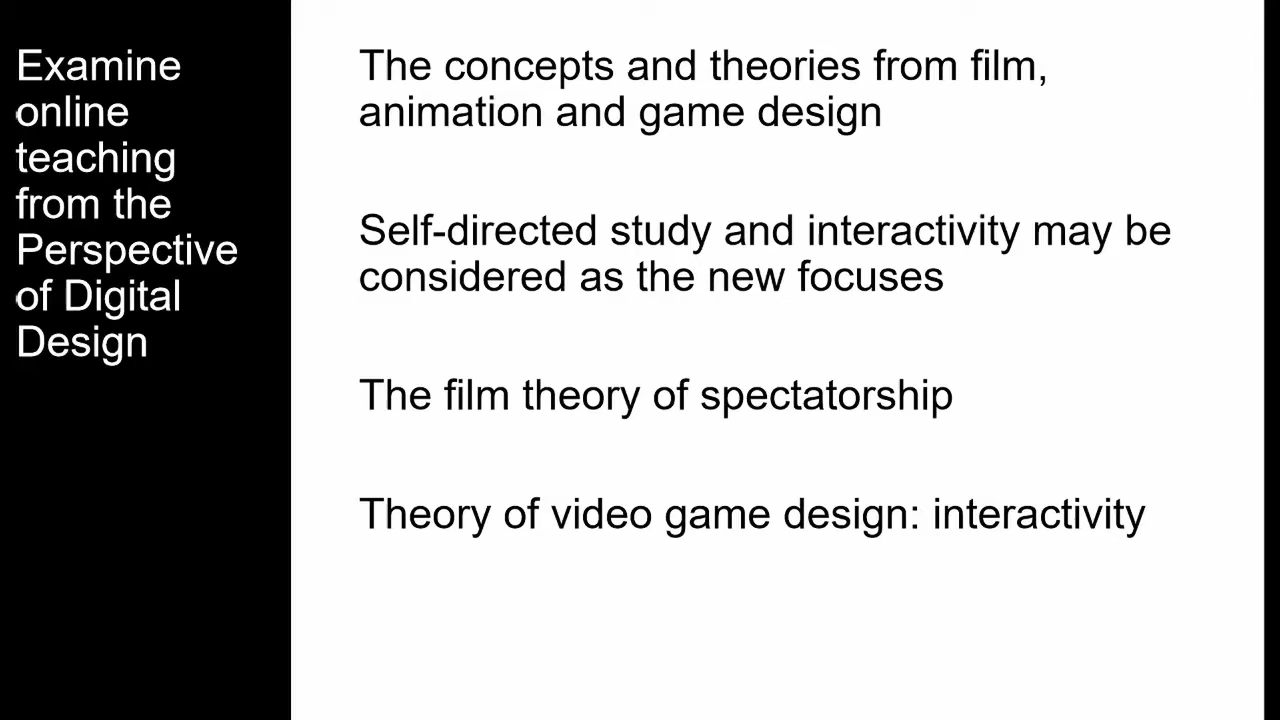 Examine
online
teaching
from the
Perspective
of Digital
Design
The concepts and theories from film,
animation and game design
Self-directed study and interactivity may be
considered as the new focuses
The film theory of spectatorship
Theory of video game design: interactivity